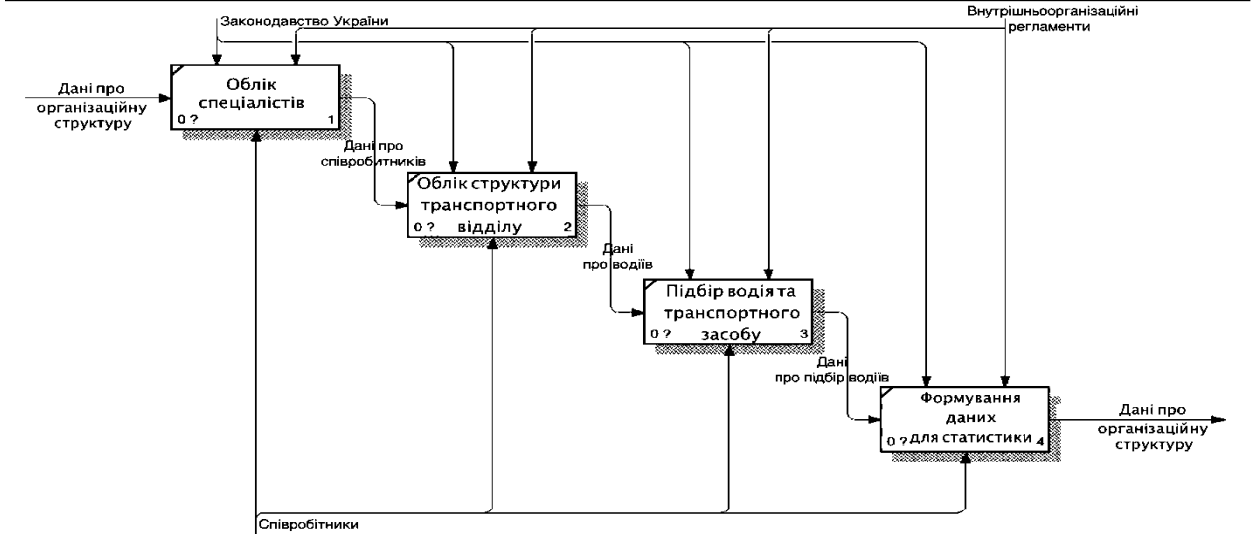 Законодавство України
Внутрішньоорганізаційні
регламенти
Дані про
організаційну
структуру
Облік
спеціалістів
0 ?
1
Дані про
співробитників
Облік структури
транспортного
відділу
0 ?
2
Дані
про водіїв
Підбір водія та
транспортного
засобу
0 ?
3
Дані
про підбір водіїв
Формування
даних
для статистики
0 ?
4
Дані про
організаційну
структуру
Співробітники